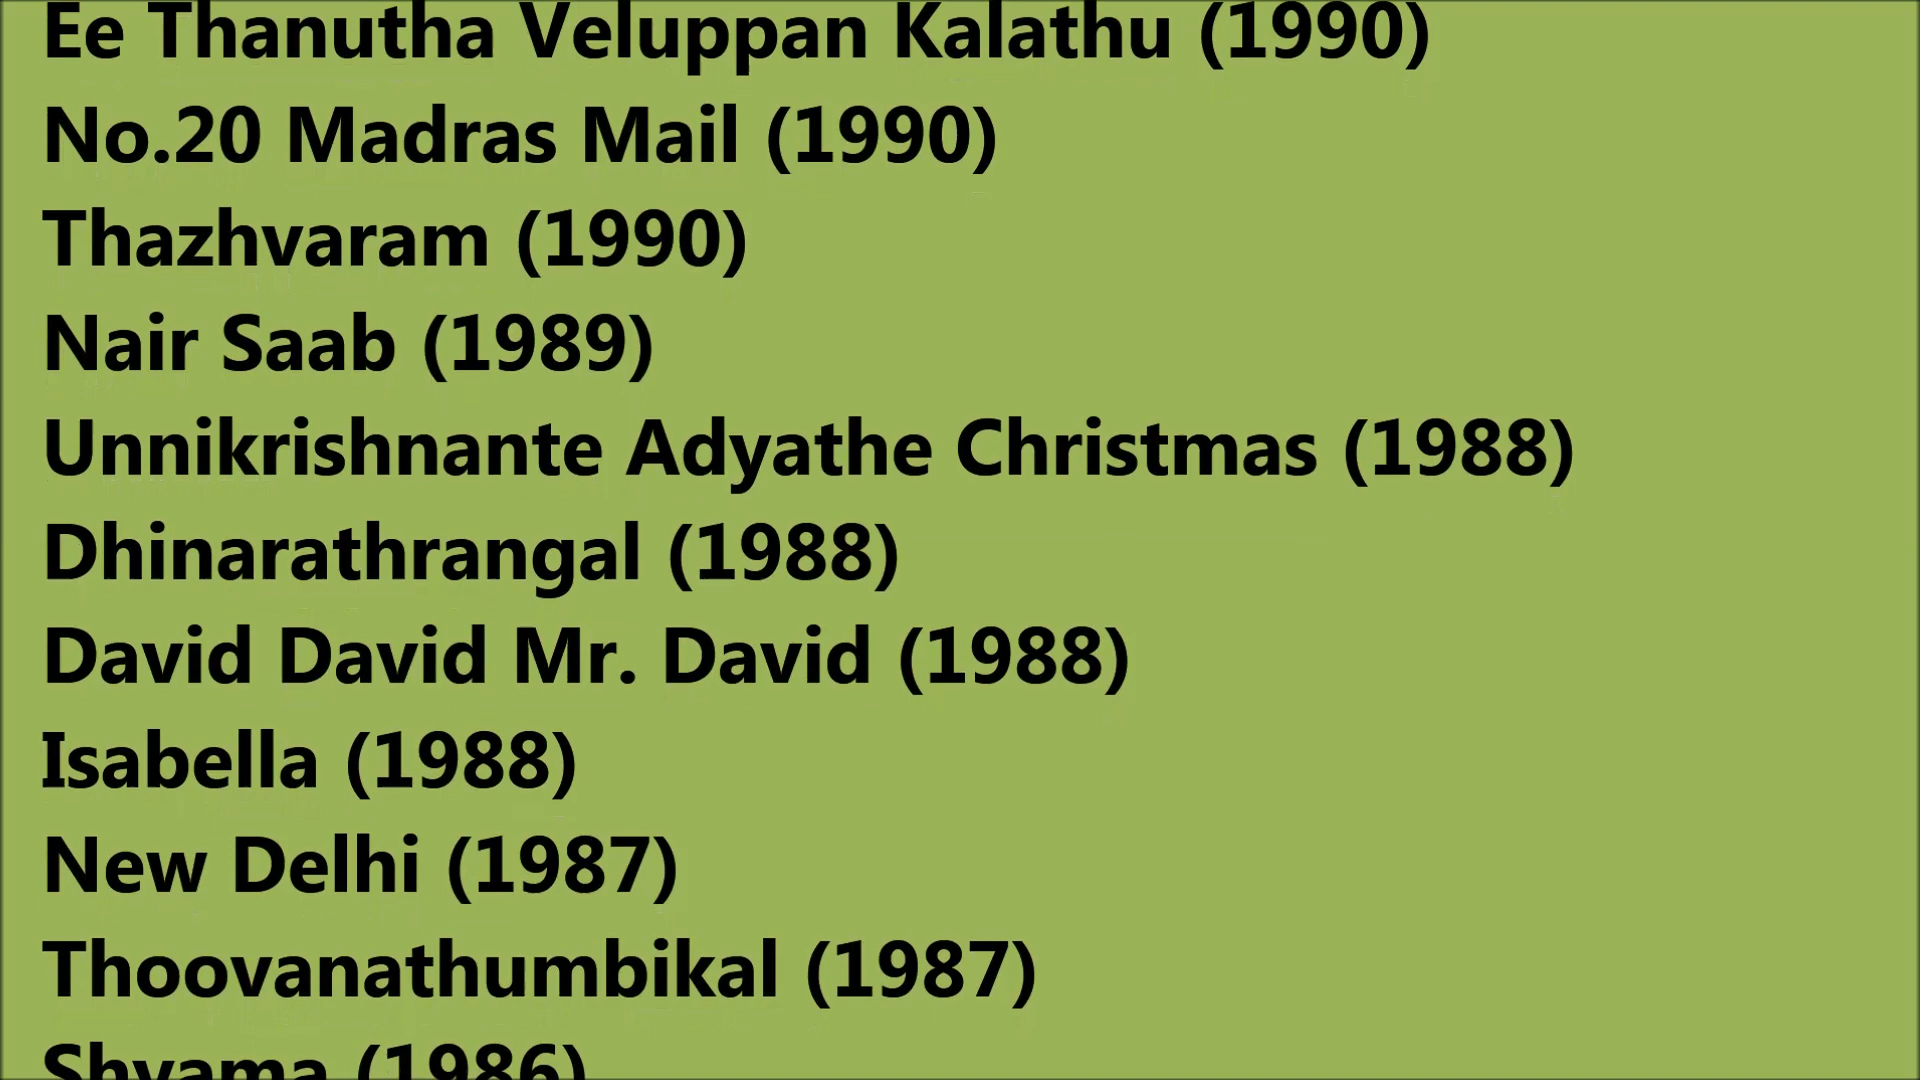 Ee Thanutha Veluppan Kalathu (1990)
No.20 Madras Mail (1990)
Thazhvaram (1990)
Nair Saab (1989)
Unnikrishnante Adyathe Christmas (1988)
Dhinarathrangal (1988)
David David Mr. David (1988)
Isabella (1988)
New Delhi (1987)
Thoovanathumbikal (1987)
Shyama (1986)